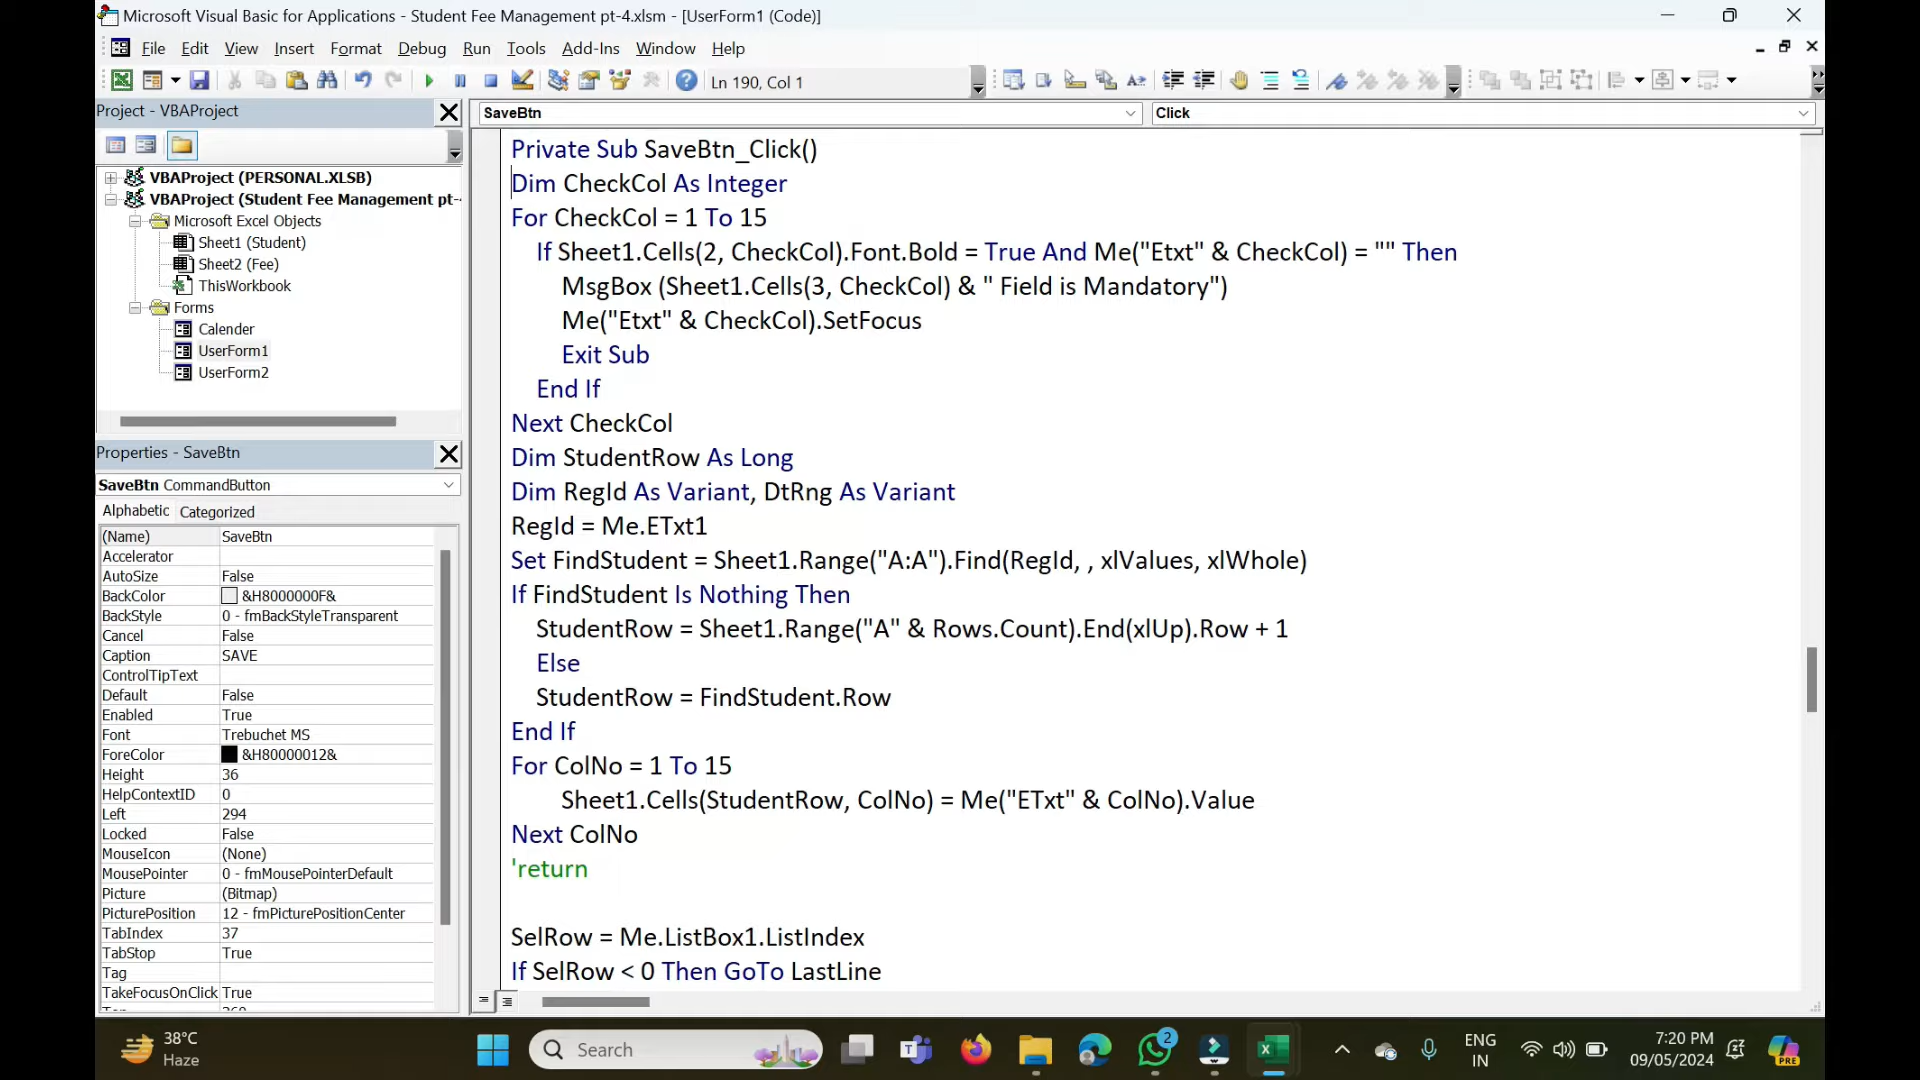 Microsoft Visual Basic for Applications - Student Fee Management pt-4.xlsm - [UserForm1 (Code)]
File Edit View Insert Format Debug Run Tools Add-Ins Window Help
Ln 190, Col 1
Project - VBAProject
VBAProject (PERSONAL.XLSB)
VBAProject (Student Fee Management pt-
Microsoft Excel Objects
Sheet1 (Student)
Sheet2 (Fee)
ThisWorkbook
Forms
Calender
UserForm1
UserForm2
Properties - SaveBtn
SaveBtn CommandButton
Alphabetic Categorized
(Name) SaveBtn
Accelerator
AutoSize False
BackColor &H8000000F&
BackStyle 0 - fmBackStyleTransparent
Cancel False
Caption SAVE
ControlTipText
Default False
Enabled True
Font Trebuchet MS
ForeColor &H80000012&
Height 36
HelpContextID 0
Left 294
Locked False
MouseIcon (None)
MousePointer 0 - fmMousePointerDefault
Picture (Bitmap)
PicturePosition 12 - fmPicturePositionCenter
TabIndex 37
TabStop True
Tag
TakeFocusOnClick True
SaveBtn Click
Private Sub SaveBtn_Click()
Dim CheckCol As Integer
For CheckCol = 1 To 15
If Sheet1.Cells(2, CheckCol).Font.Bold = True And Me("Etxt" & CheckCol) = "" Then
MsgBox (Sheet1.Cells(3, CheckCol) & " Field is Mandatory")
Me("Etxt" & CheckCol).SetFocus
Exit Sub
End If
Next CheckCol
Dim StudentRow As Long
Dim RegId As Variant, DtRng As Variant
RegId = Me.ETxt1
Set FindStudent = Sheet1.Range("A:A").Find(RegId, , xlValues, xlWhole)
If FindStudent Is Nothing Then
StudentRow = Sheet1.Range("A" & Rows.Count).End(xlUp).Row + 1
Else
StudentRow = FindStudent.Row
End If
For ColNo = 1 To 15
Sheet1.Cells(StudentRow, ColNo) = Me("ETxt" & ColNo).Value
Next ColNo
'return
SelRow = Me.ListBox1.ListIndex
If SelRow < 0 Then GoTo LastLine
38°C
Haze
Search
2
ENG
IN
7:20 PM
09/05/2024
PRE